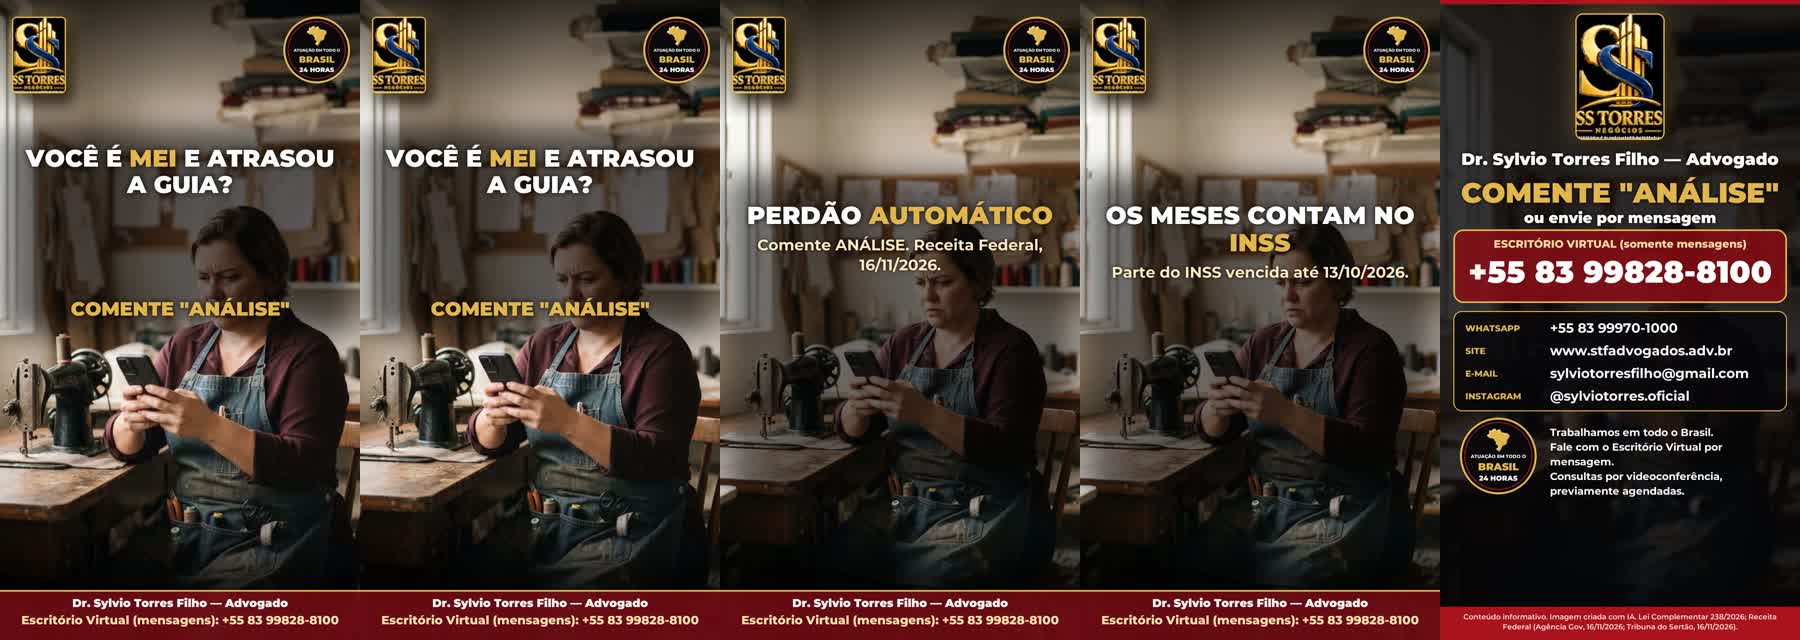 SS TORRES
NEGÓCIOS
ATUAÇÃO EM TODO O
BRASIL
24 HORAS
VOCÊ É MEI E ATRASOU
A GUIA?
COMENTE "ANÁLISE"
Dr. Sylvio Torres Filho — Advogado
Escritório Virtual (mensagens): +55 83 99828-8100
SS TORRES
NEGÓCIOS
ATUAÇÃO EM TODO O
BRASIL
24 HORAS
VOCÊ É MEI E ATRASOU
A GUIA?
COMENTE "ANÁLISE"
Dr. Sylvio Torres Filho — Advogado
Escritório Virtual (mensagens): +55 83 99828-8100
SS TORRES
NEGÓCIOS
ATUAÇÃO EM TODO O
BRASIL
24 HORAS
PERDÃO AUTOMÁTICO
Comente ANÁLISE. Receita Federal,
16/11/2026.
Dr. Sylvio Torres Filho — Advogado
Escritório Virtual (mensagens): +55 83 99828-8100
SS TORRES
NEGÓCIOS
ATUAÇÃO EM TODO O
BRASIL
24 HORAS
OS MESES CONTAM NO
INSS
Parte do INSS vencida até 13/10/2026.
Dr. Sylvio Torres Filho — Advogado
Escritório Virtual (mensagens): +55 83 99828-8100
SS TORRES
NEGÓCIOS
Dr. Sylvio Torres Filho — Advogado
COMENTE "ANÁLISE"
ou envie por mensagem
ESCRITÓRIO VIRTUAL (somente mensagens)
+55 83 99828-8100
WHATSAPP +55 83 99970-1000
SITE www.stfadvogados.adv.br
E-MAIL sylviotorresfilho@gmail.com
INSTAGRAM @sylviotorres.oficial
ATUAÇÃO EM TODO O
BRASIL
24 HORAS
Trabalhamos em todo o Brasil.
Fale com o Escritório Virtual por
mensagem.
Consultas por videoconferência,
previamente agendadas.
Conteúdo informativo. Imagem criada com IA. Lei Complementar 238/2026; Receita
Federal (Agência Gov, 16/11/2026; Tribuna do Sertão, 16/11/2026).